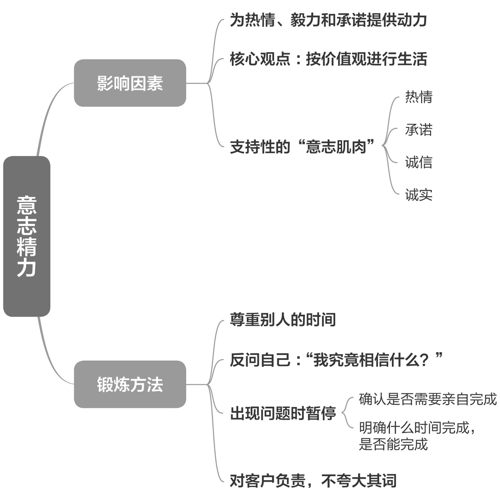 意志精力
影响因素
为热情、毅力和承诺提供动力
核心观点：按价值观进行生活
支持性的“意志肌肉”
热情
承诺
诚信
诚实
锻炼方法
尊重别人的时间
反问自己：“我究竟相信什么？”
出现问题时暂停
确认是否需要亲自完成
明确什么时间完成，
是否能完成
对客户负责，不夸大其词